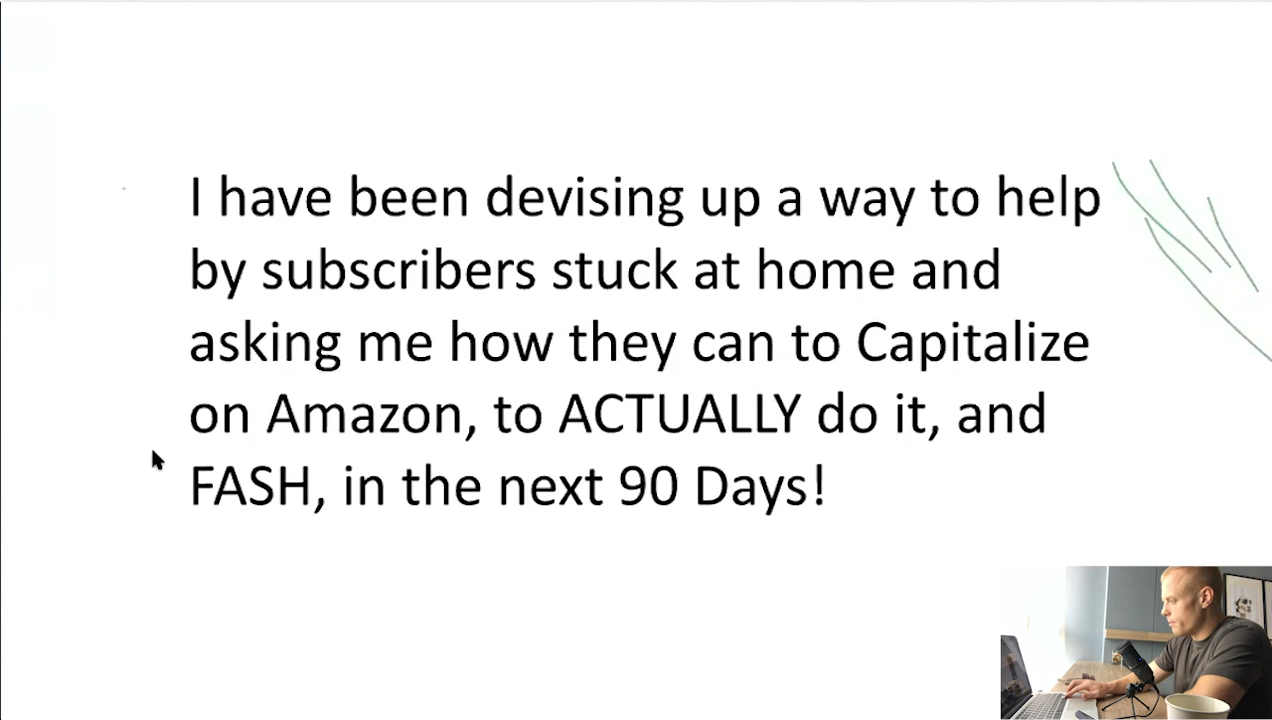 I have been devising up a way to help
by subscribers stuck at home and
asking me how they can to Capitalize
on Amazon, to ACTUALLY do it, and
FASH, in the next 90 Days!